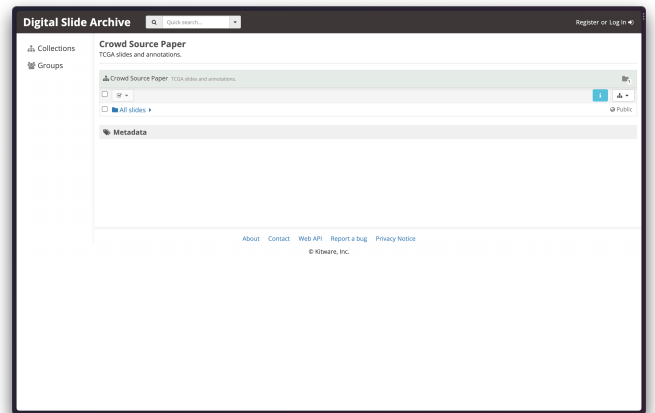 Digital Slide Archive
Quick search...
Register or Log In
Collections
Groups
Crowd Source Paper
TCGA slides and annotations.
Crowd Source Paper TCGA slides and annotations.
1
i
All slides
Public
Metadata
About Contact Web API Report a bug Privacy Notice
© Kitware, Inc.